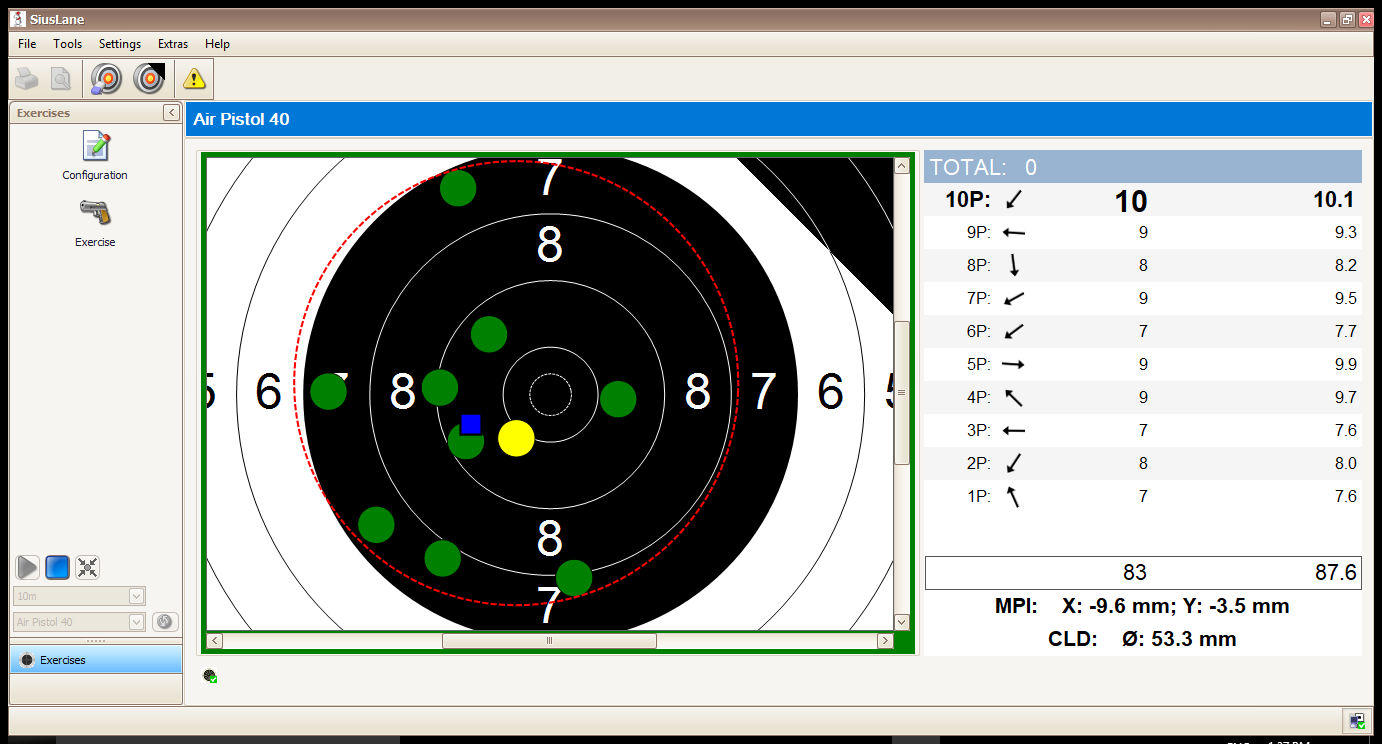 SiusLane
File Tools Settings Extras Help
Exercises
Configuration
Exercise
10m
Air Pistol 40
Exercises
Air Pistol 40
7
8
5 6 8 8 7 6 5
8
7
TOTAL: 0
10P: 10 10.1
9P: 9 9.3
8P: 8 8.2
7P: 9 9.5
6P: 7 7.7
5P: 9 9.9
4P: 9 9.7
3P: 7 7.6
2P: 8 8.0
1P: 7 7.6
83 87.6
MPI: X: -9.6 mm; Y: -3.5 mm
CLD: Ø: 53.3 mm